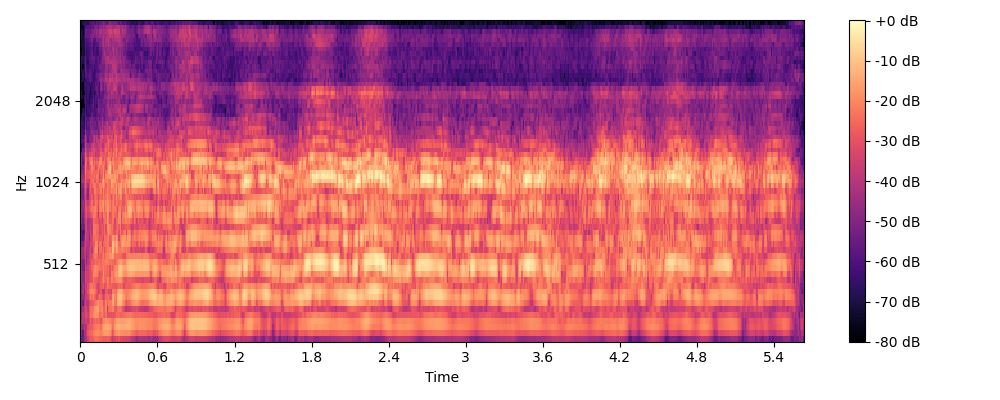 +0 dB
-10 dB
-20 dB
-30 dB
-40 dB
-50 dB
-60 dB
-70 dB
-80 dB
Hz
2048
1024
512
0 0.6 1.2 1.8 2.4 3 3.6 4.2 4.8 5.4
Time